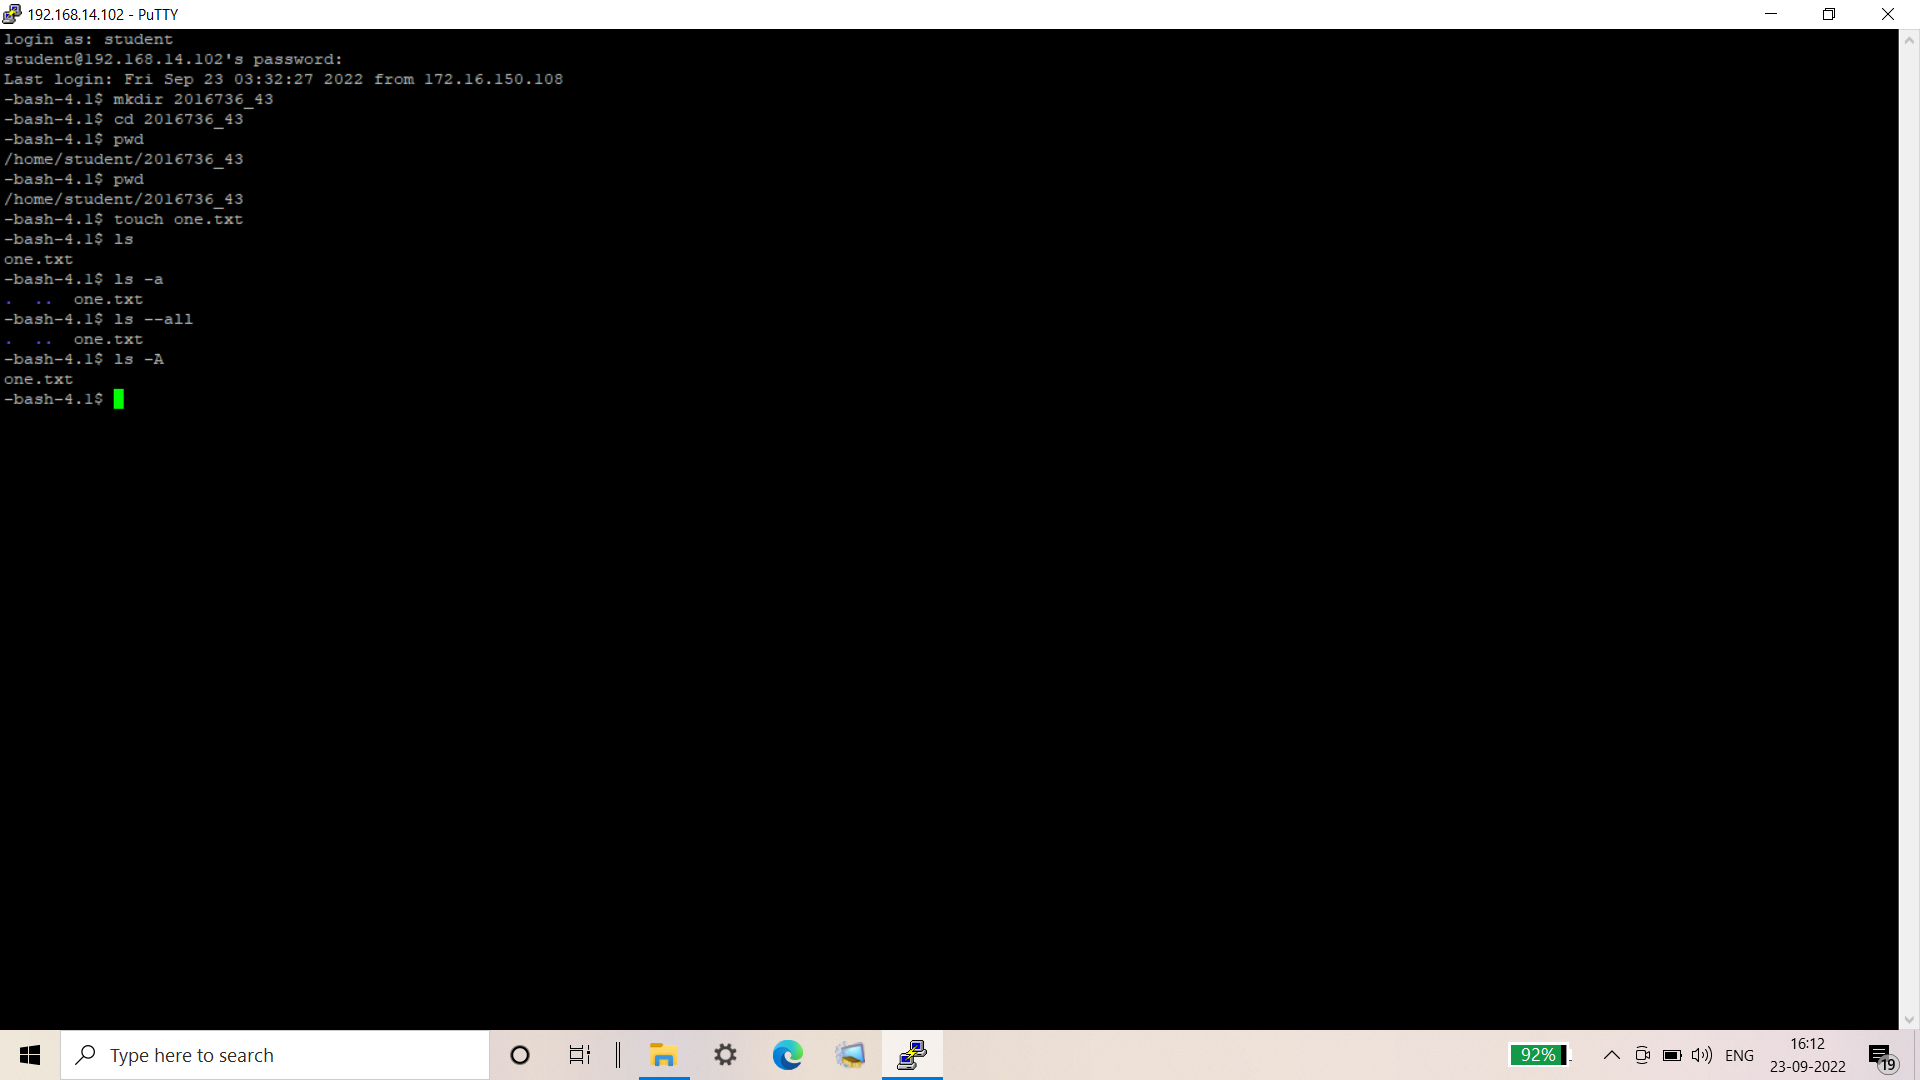 192.168.14.102 - PuTTY
login as: student
student@192.168.14.102's password:
Last login: Fri Sep 23 03:32:27 2022 from 172.16.150.108
-bash-4.1$ mkdir 2016736_43
-bash-4.1$ cd 2016736_43
-bash-4.1$ pwd
/home/student/2016736_43
-bash-4.1$ pwd
/home/student/2016736_43
-bash-4.1$ touch one.txt
-bash-4.1$ ls
one.txt
-bash-4.1$ ls -a
.  ..  one.txt
-bash-4.1$ ls --all
.  ..  one.txt
-bash-4.1$ ls -A
one.txt
-bash-4.1$
Type here to search
92%
ENG
16:12
23-09-2022
19